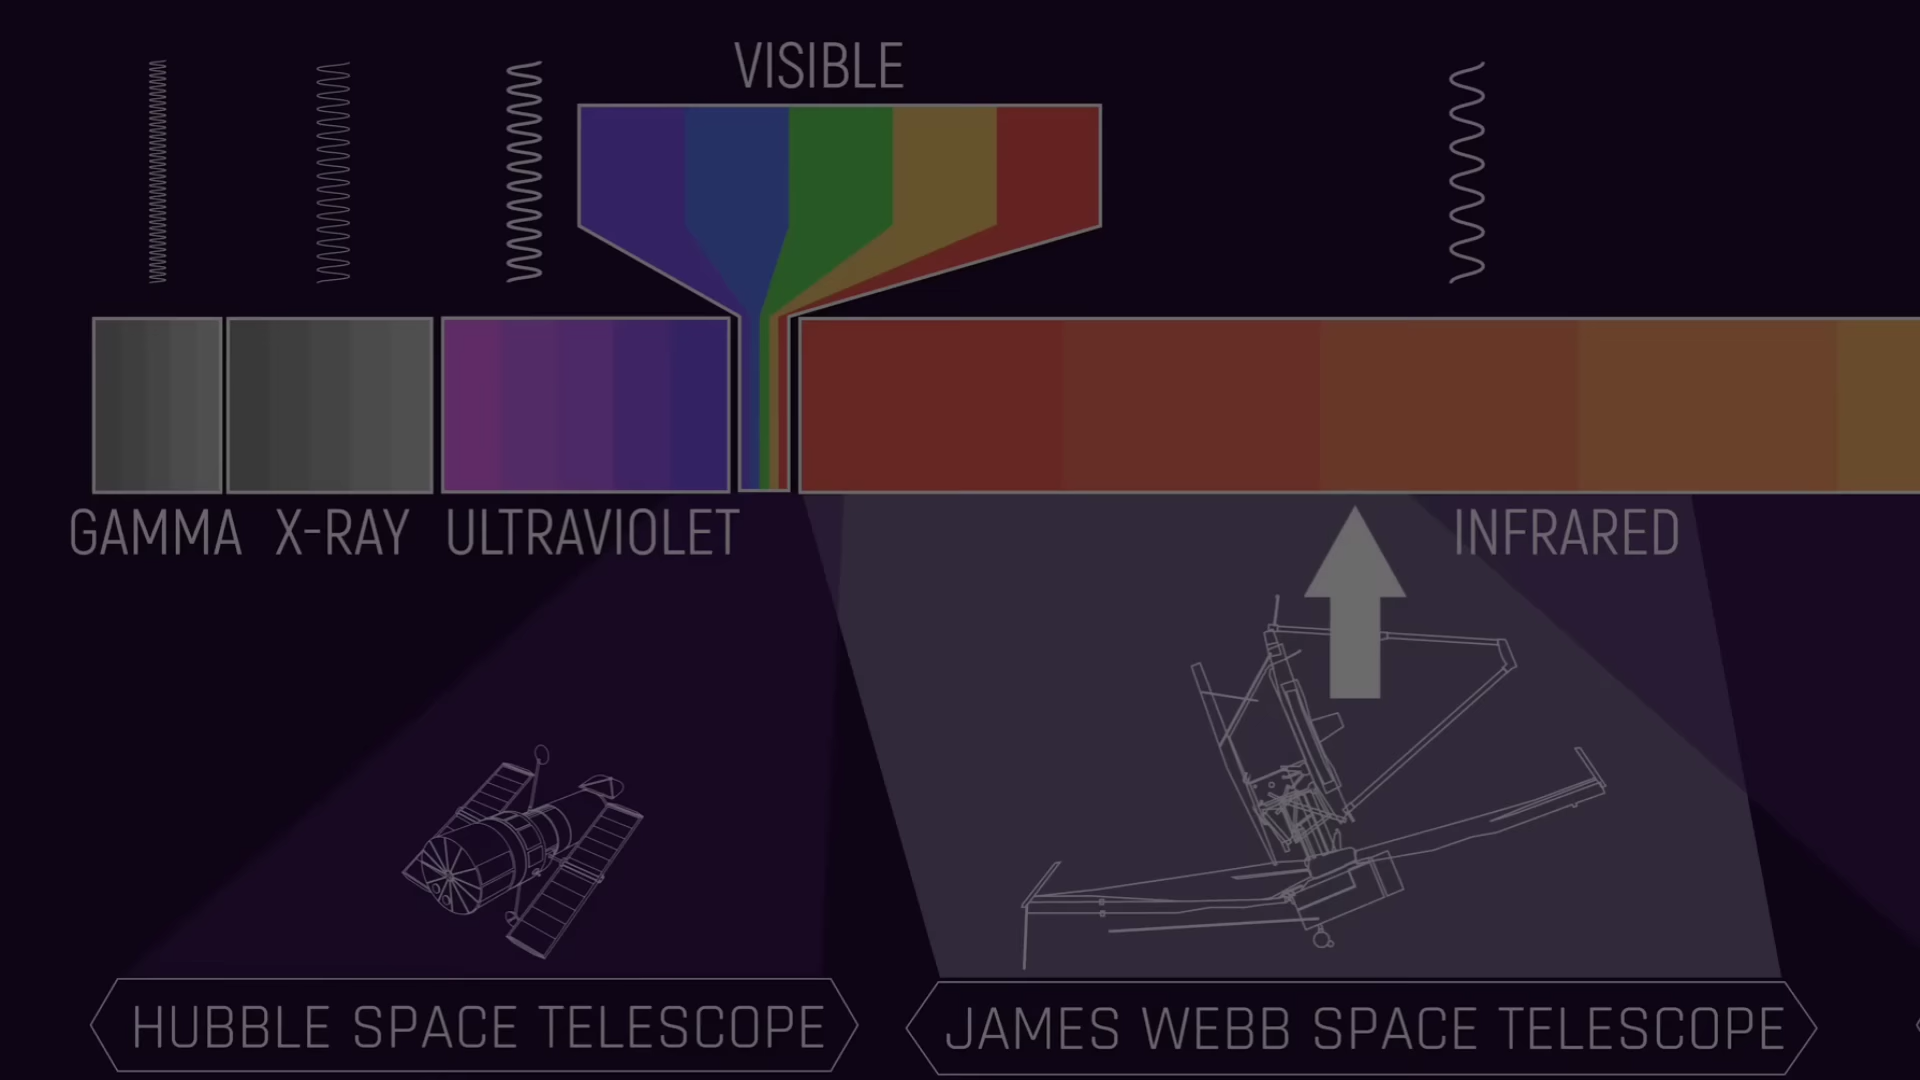 VISIBLE
GAMMA
X-RAY
ULTRAVIOLET
INFRARED
HUBBLE SPACE TELESCOPE
JAMES WEBB SPACE TELESCOPE